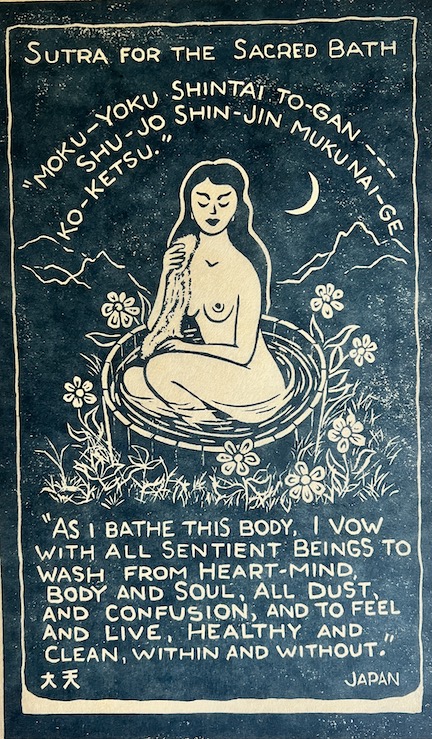 SUTRA FOR THE SACRED BATH
"MOKU-YOKU SHINTAI TO-GAN ---
SHU-JO SHIN-JIN MUKU NAI-GE
KO-KETSU."
"AS I BATHE THIS BODY, I VOW
WITH ALL SENTIENT BEINGS TO
WASH FROM HEART-MIND,
BODY AND SOUL, ALL DUST,
AND CONFUSION, AND TO FEEL
AND LIVE, HEALTHY AND
CLEAN, WITHIN AND WITHOUT."
大天 JAPAN